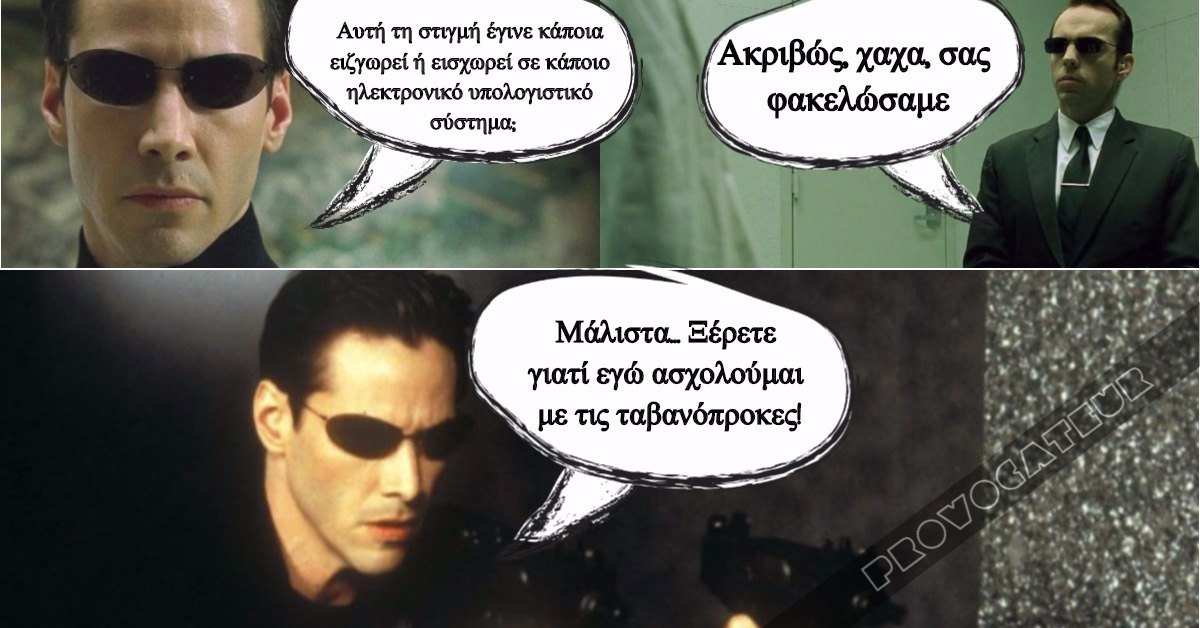 Αυτή τη στιγμή έγινε κάποια
ειζγωρεί ή εισχωρεί σε κάποιο
ηλεκτρονικό υπολογιστικό
σύστημα;
Ακριβώς, χαχα, σας
φακελώσαμε
Μάλιστα... Ξέρετε
γιατί εγώ ασχολούμαι
με τις ταβανόπροκες!
PROVOCATEUR